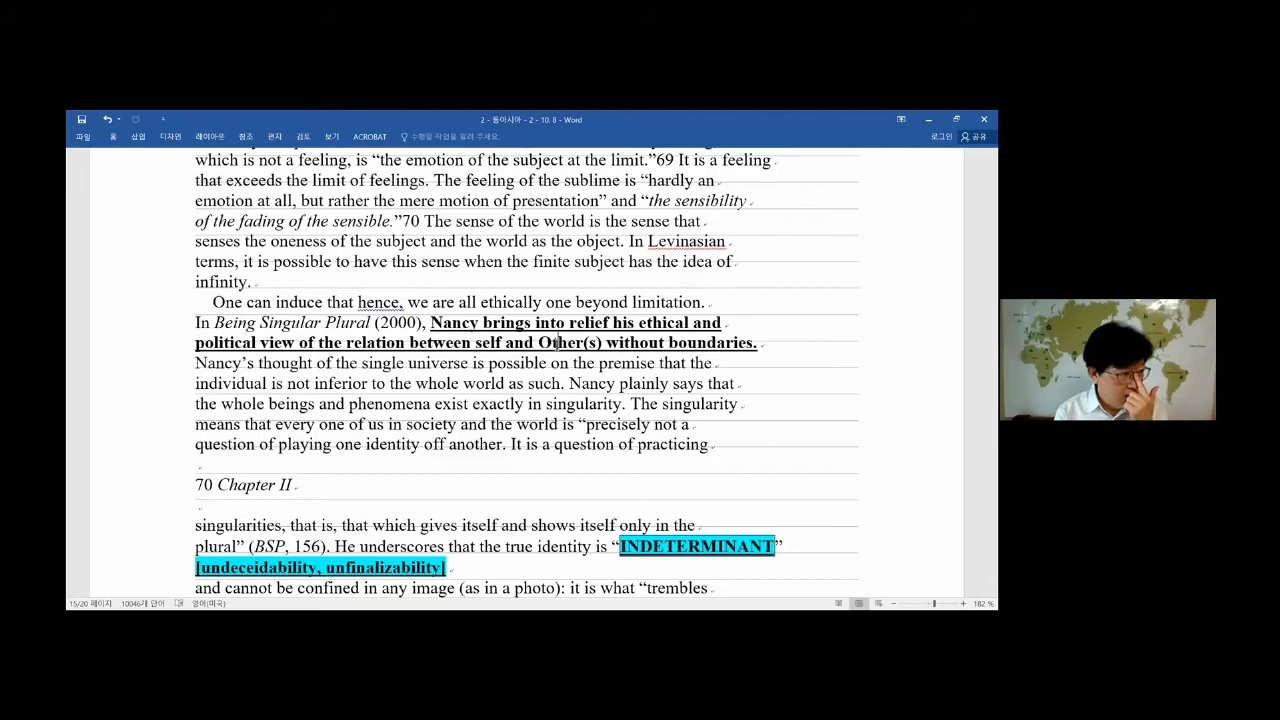 2 - 동아시아 - 2 - 10. 8 - Word
파일 홈 삽입 디자인 레이아웃 참조 편지 검토 보기 ACROBAT 수행할 작업을 알려 주세요. 로그인 공유
which is not a feeling, is “the emotion of the subject at the limit.”69 It is a feeling
that exceeds the limit of feelings. The feeling of the sublime is “hardly an
emotion at all, but rather the mere motion of presentation” and “the sensibility
of the fading of the sensible.”70 The sense of the world is the sense that
senses the oneness of the subject and the world as the object. In Levinasian
terms, it is possible to have this sense when the finite subject has the idea of
infinity.
One can induce that hence, we are all ethically one beyond limitation.
In Being Singular Plural (2000), Nancy brings into relief his ethical and
political view of the relation between self and Other(s) without boundaries.
Nancy’s thought of the single universe is possible on the premise that the
individual is not inferior to the whole world as such. Nancy plainly says that
the whole beings and phenomena exist exactly in singularity. The singularity
means that every one of us in society and the world is “precisely not a
question of playing one identity off another. It is a question of practicing
70 Chapter II
singularities, that is, that which gives itself and shows itself only in the
plural” (BSP, 156). He underscores that the true identity is “INDETERMINANT”
[undeceidability, unfinalizability]
and cannot be confined in any image (as in a photo): it is what “trembles
15/20 페이지 10046개 단어 영어(미국) 182 %